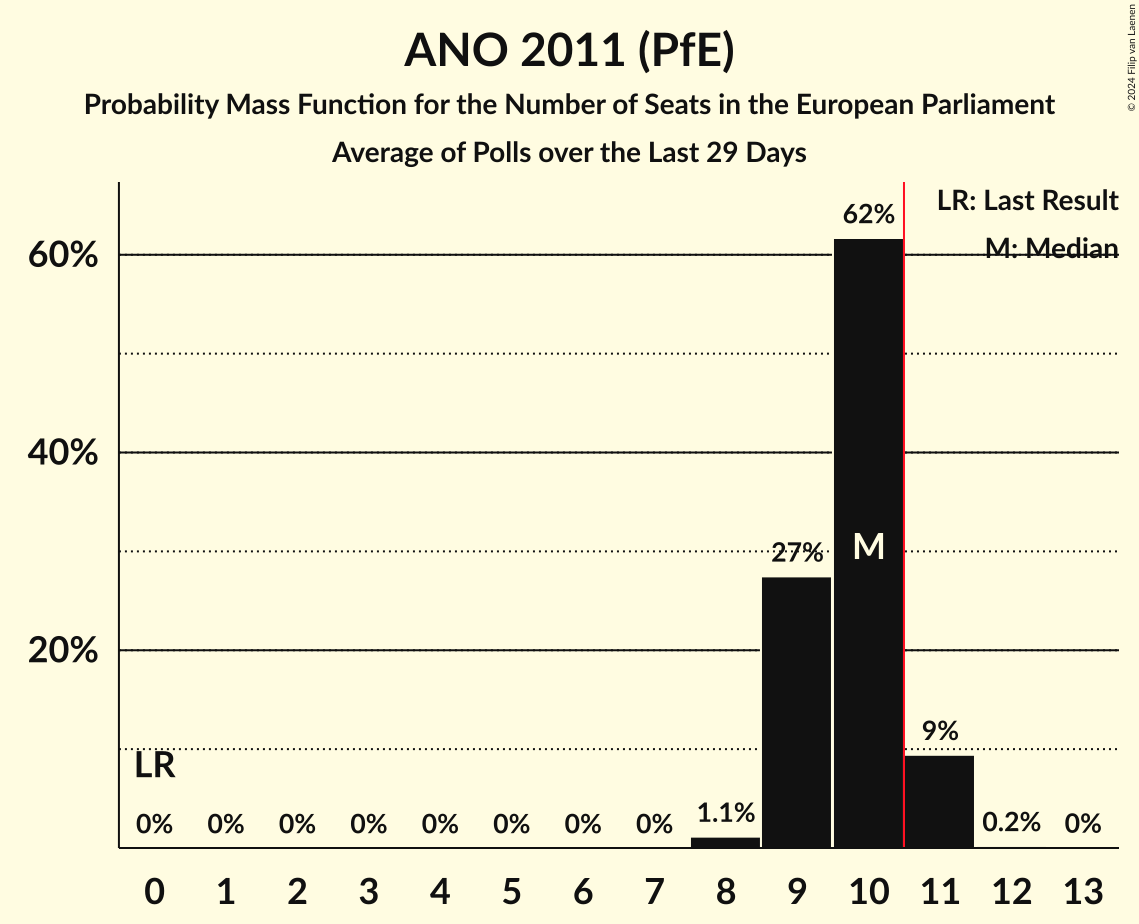 ANO 2011 (PfE)
Probability Mass Function for the Number of Seats in the European Parliament
Average of Polls over the Last 29 Days
© 2024 Filip van Laenen
LR: Last Result
M: Median
60%
40%
20%
62%
27%
M
9%
LR
0%
0%
0%
0%
0%
0%
0%
0%
1.1%
0.2%
0%
0 1 2 3 4 5 6 7 8 9 10 11 12 13